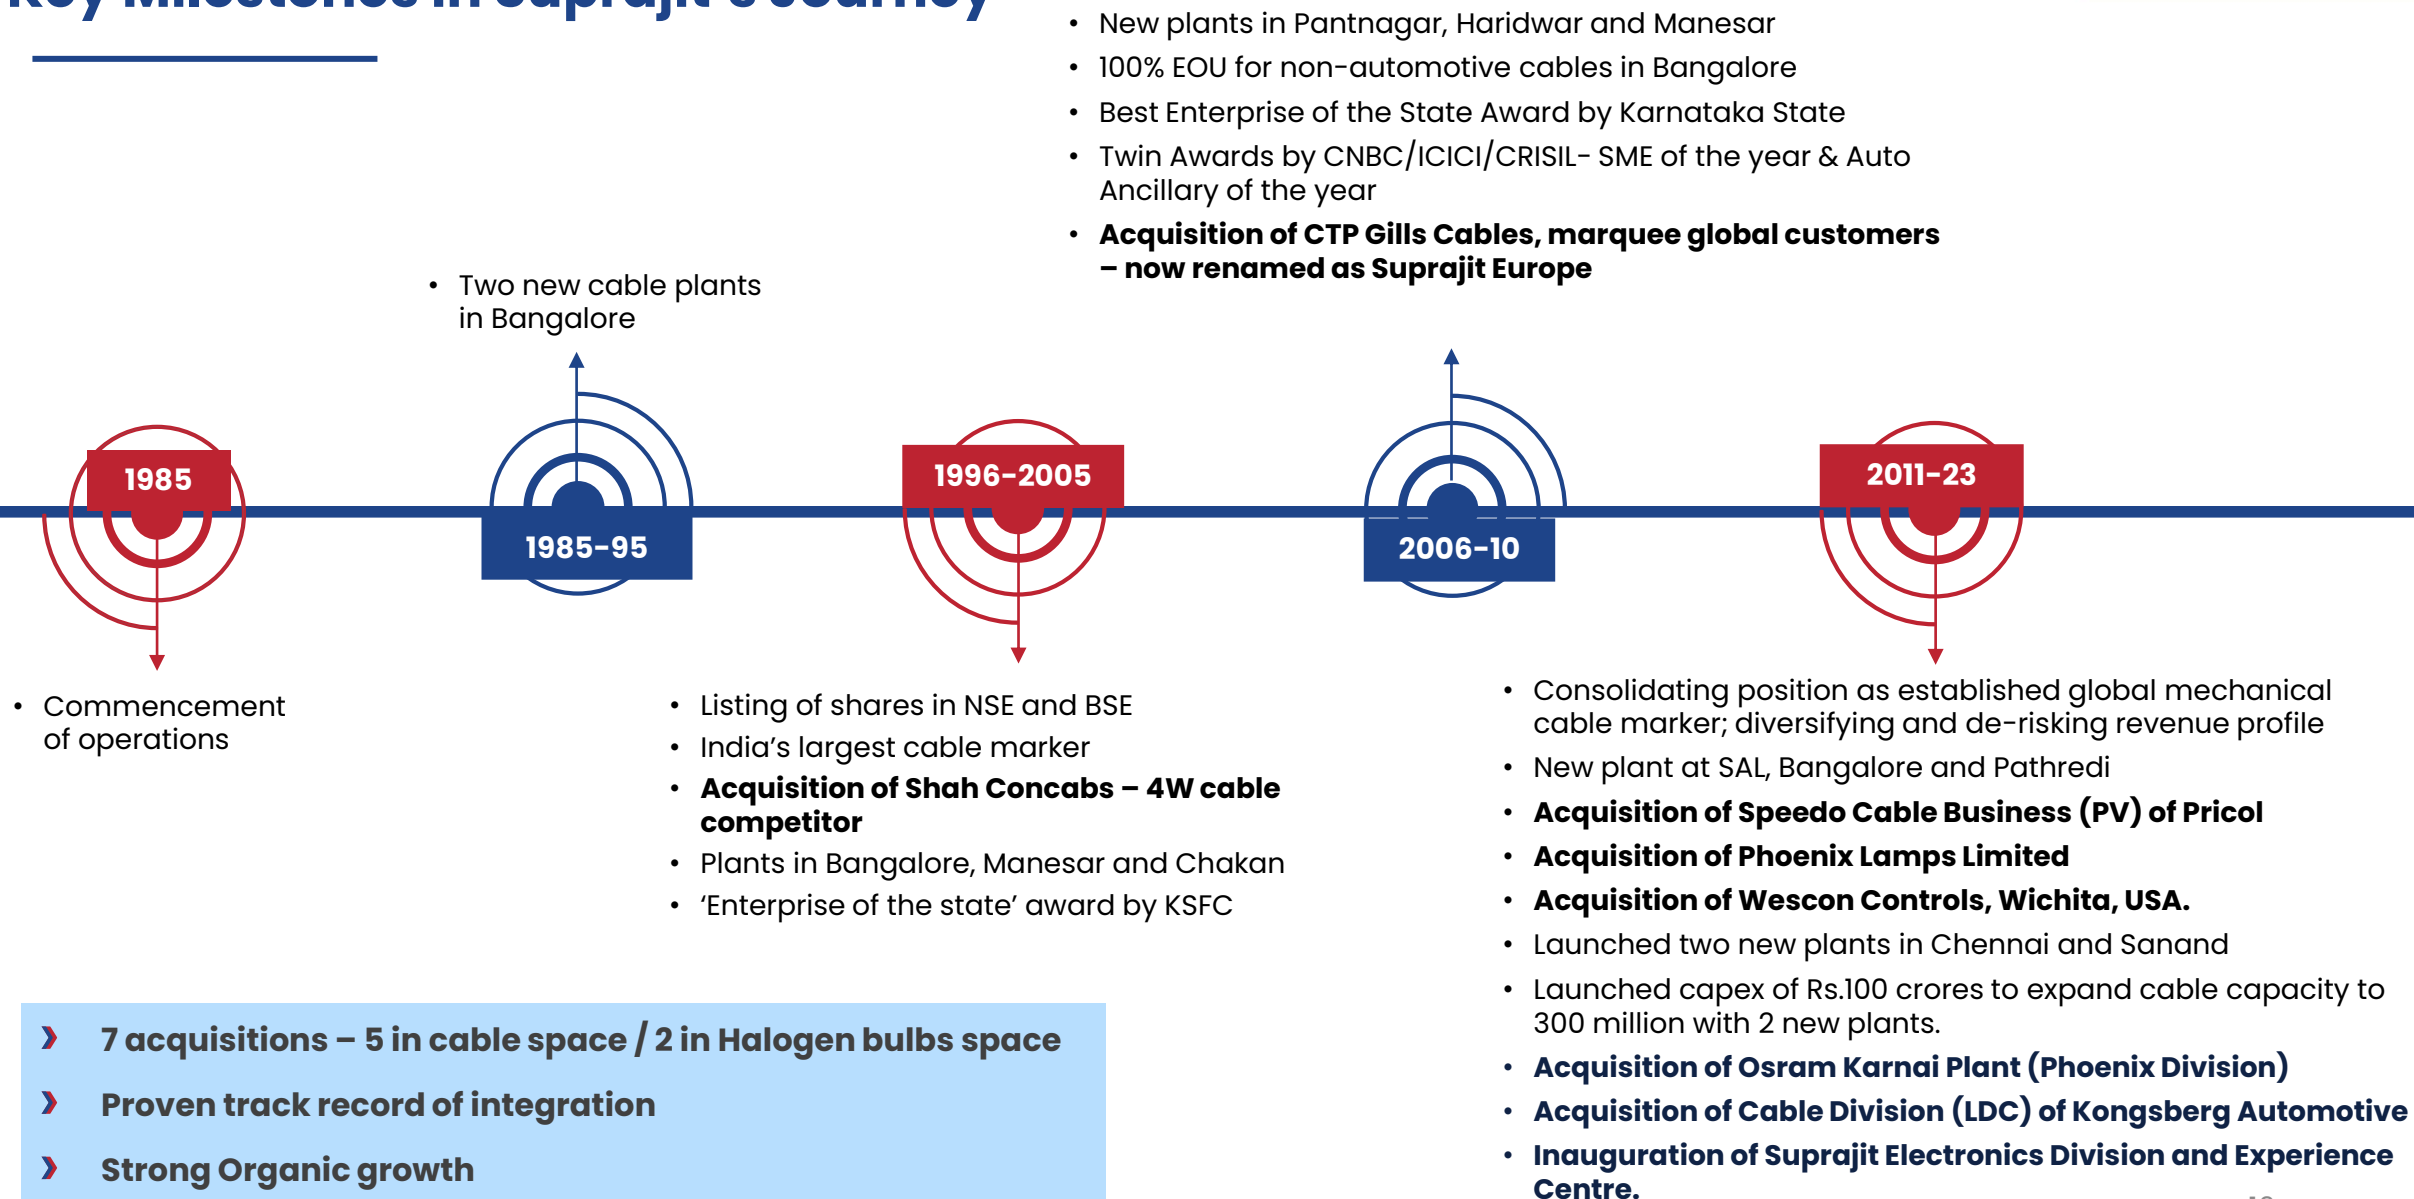 Key Milestones in Suprajit's Journey
• New plants in Pantnagar, Haridwar and Manesar
• 100% EOU for non-automotive cables in Bangalore
• Best Enterprise of the State Award by Karnataka State
• Twin Awards by CNBC/ICICI/CRISIL- SME of the year & Auto
Ancillary of the year
• Acquisition of CTP Gills Cables, marquee global customers
– now renamed as Suprajit Europe
• Two new cable plants
in Bangalore
1985
1985-95
1996-2005
2006-10
2011-23
• Commencement
of operations
• Listing of shares in NSE and BSE
• India's largest cable marker
• Acquisition of Shah Concabs – 4W cable
competitor
• Plants in Bangalore, Manesar and Chakan
• ‘Enterprise of the state’ award by KSFC
• Consolidating position as established global mechanical
cable marker; diversifying and de-risking revenue profile
• New plant at SAL, Bangalore and Pathredi
• Acquisition of Speedo Cable Business (PV) of Pricol
• Acquisition of Phoenix Lamps Limited
• Acquisition of Wescon Controls, Wichita, USA.
• Launched two new plants in Chennai and Sanand
• Launched capex of Rs.100 crores to expand cable capacity to
300 million with 2 new plants.
• Acquisition of Osram Karnai Plant (Phoenix Division)
• Acquisition of Cable Division (LDC) of Kongsberg Automotive
• Inauguration of Suprajit Electronics Division and Experience
Centre.
7 acquisitions – 5 in cable space / 2 in Halogen bulbs space
Proven track record of integration
Strong Organic growth